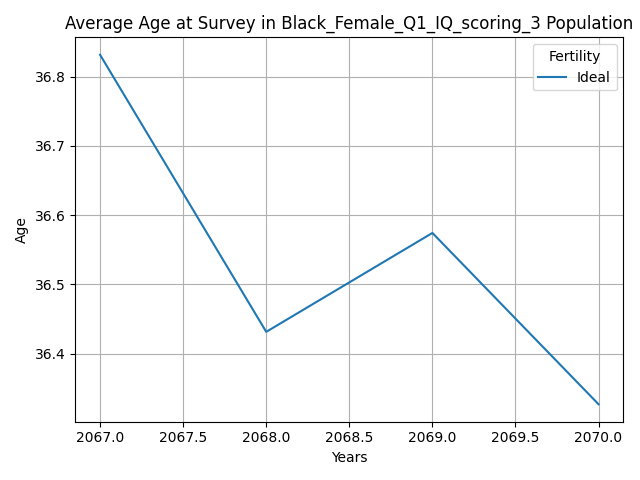 Average Age at Survey in Black_Female_Q1_IQ_scoring_3 Population
Fertility
Ideal
36.8
36.7
36.6
36.5
36.4
Age
2067.0
2067.5
2068.0
2068.5
2069.0
2069.5
2070.0
Years